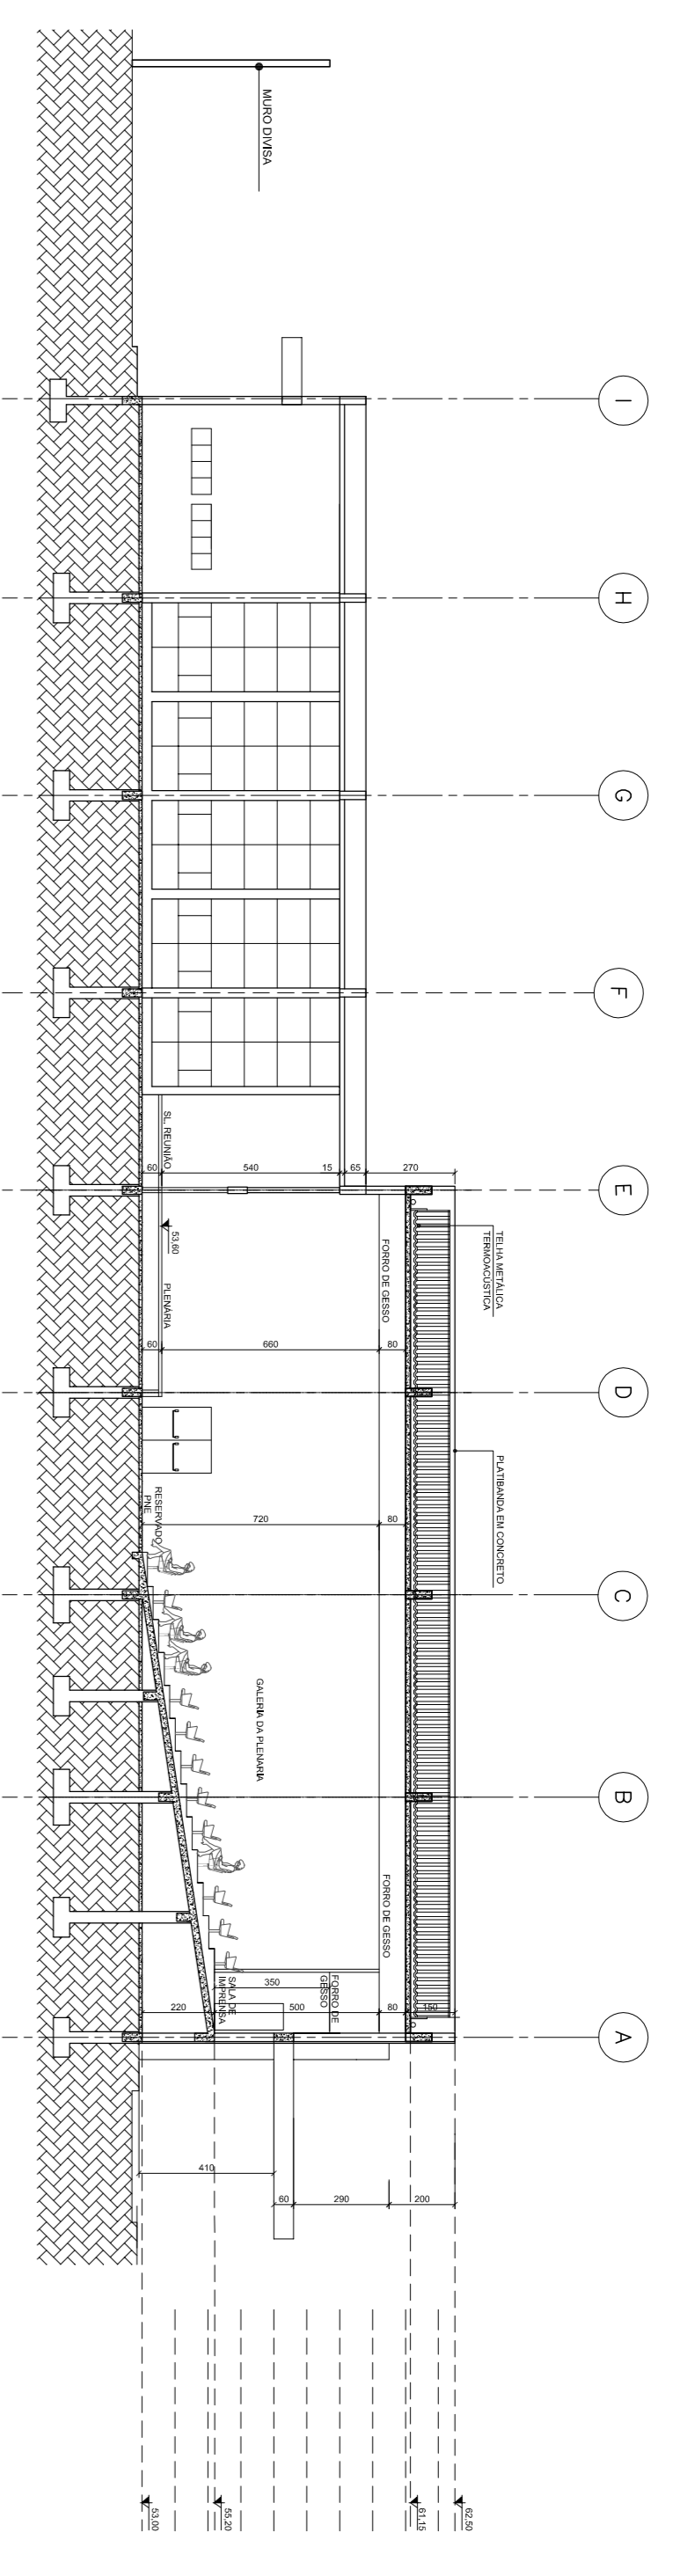 MURO DIVISA
I
H
G
F
E
D
C
B
A
SL. REUNIÃO
60
540
15
65
270
53,60
PLENÁRIA
FORRO DE GESSO
TELHA METÁLICA
TERMOACÚSTICA
60
660
80
PLATIBANDA EM CONCRETO
720
80
RESERVADO
PNE
GALERIA DA PLENARIA
FORRO DE GESSO
350
FORRO DE
GESSO
SALA DE
IMPRENSA
220
500
80
150
410
60
290
200
53,00
55,20
61,15
62,50